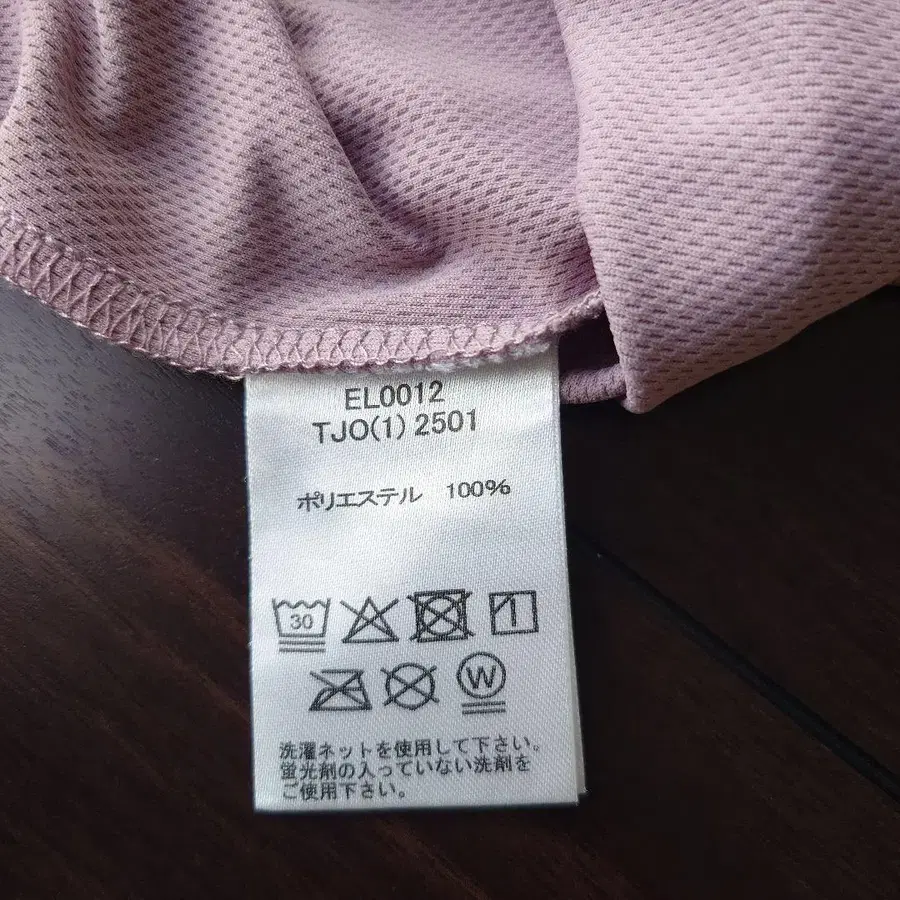 EL0012
TJO(1) 2501
ポリエステル 100%
30
W
洗濯ネットを使用して下さい。
蛍光剤の入っていない洗剤を
ご使用下さい。